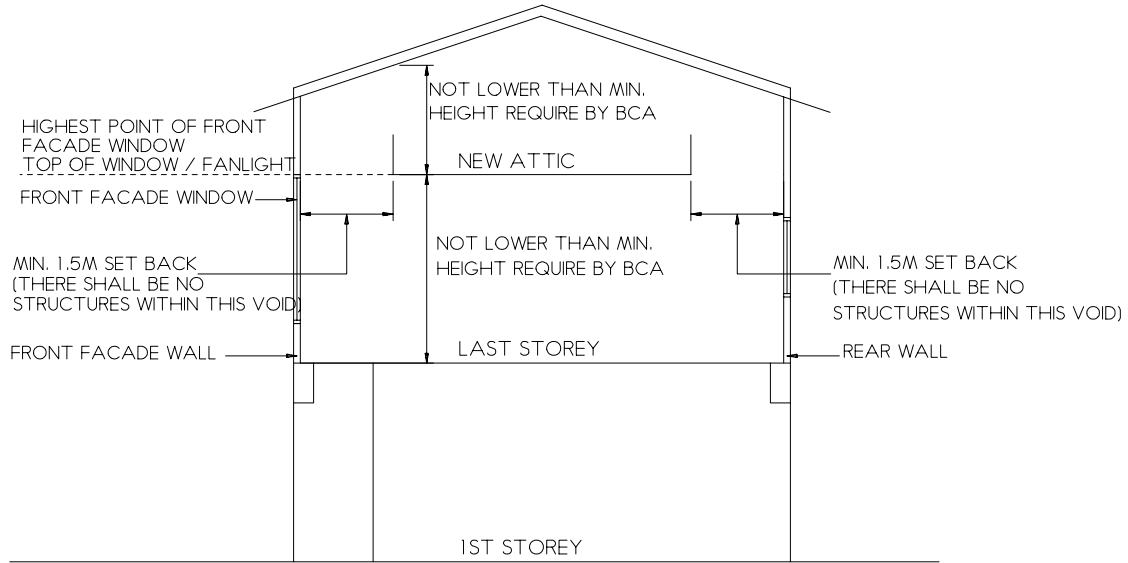 NOT LOWER THAN MIN.
HEIGHT REQUIRE BY BCA
HIGHEST POINT OF FRONT
FACADE WINDOW
TOP OF WINDOW / FANLIGHT
NEW ATTIC
FRONT FACADE WINDOW
NOT LOWER THAN MIN.
HEIGHT REQUIRE BY BCA
MIN. 1.5M SET BACK
(THERE SHALL BE NO
STRUCTURES WITHIN THIS VOID)
MIN. 1.5M SET BACK
(THERE SHALL BE NO
STRUCTURES WITHIN THIS VOID)
FRONT FACADE WALL
LAST STOREY
REAR WALL
1ST STOREY